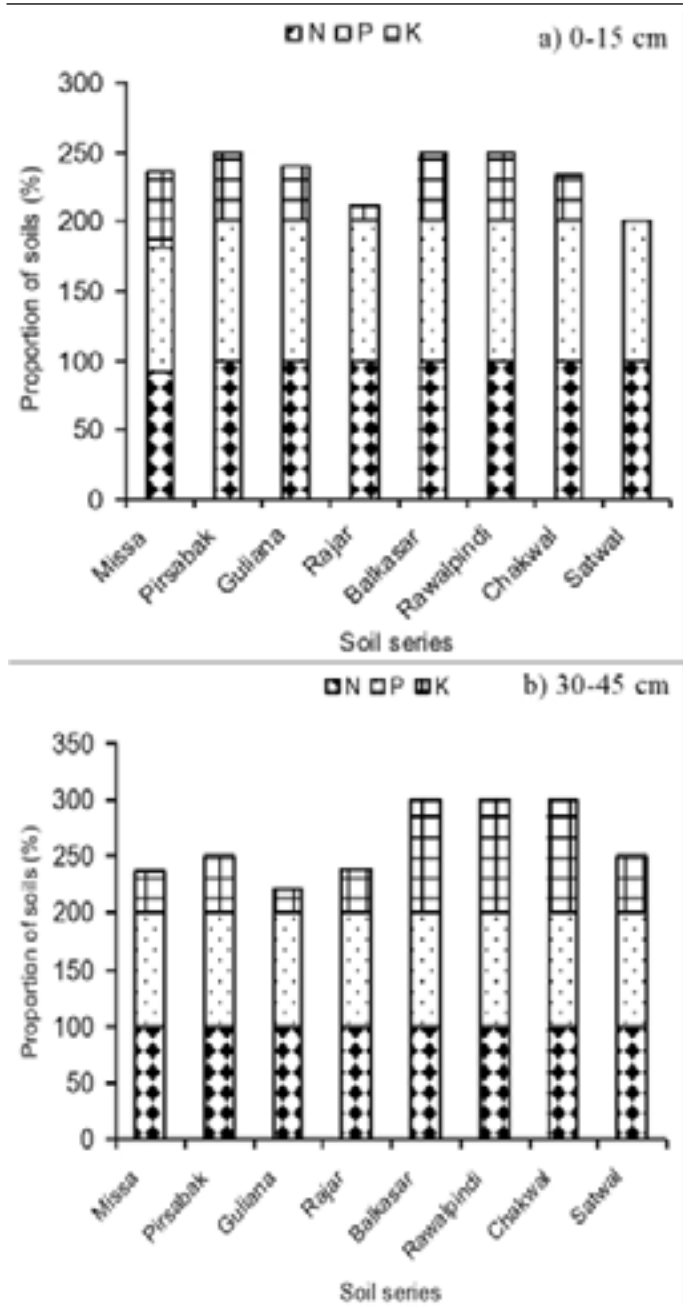 N P K a) 0-15 cm
300
250
200
150
100
50
0
Proportion of soils (%)
Missa
Pirsabak
Guliana
Rajar
Balkasar
Rawalpindi
Chakwal
Satwal
Soil series
N P K b) 30-45 cm
350
300
250
200
150
100
50
0
Proportion of soils (%)
Missa
Pirsabak
Guliana
Rajar
Balkasar
Rawalpindi
Chakwal
Satwal
Soil series